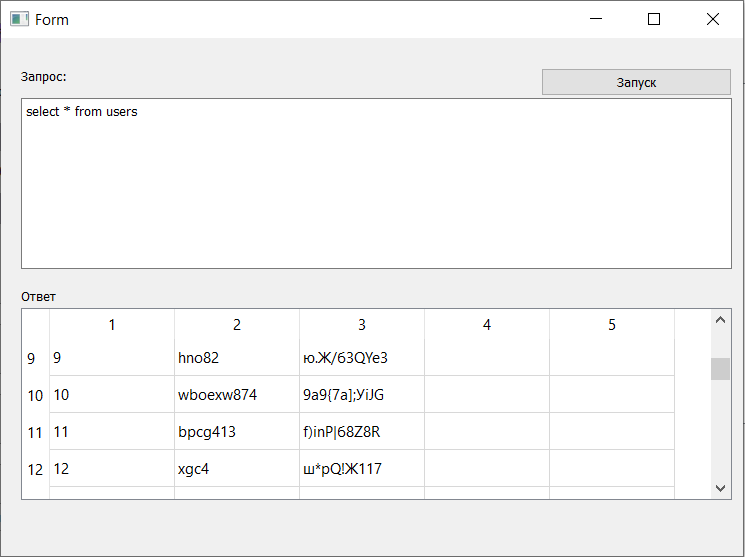 Form
Запрос:
Запуск
select * from users
Ответ
1 2 3 4 5
9 9 hno82 ю.Ж/63QYe3
10 10 wboexw874 9a9{7a];УiJG
11 11 bpcg413 f)inP|68Z8R
12 12 xgc4 ш*pQ!Ж117